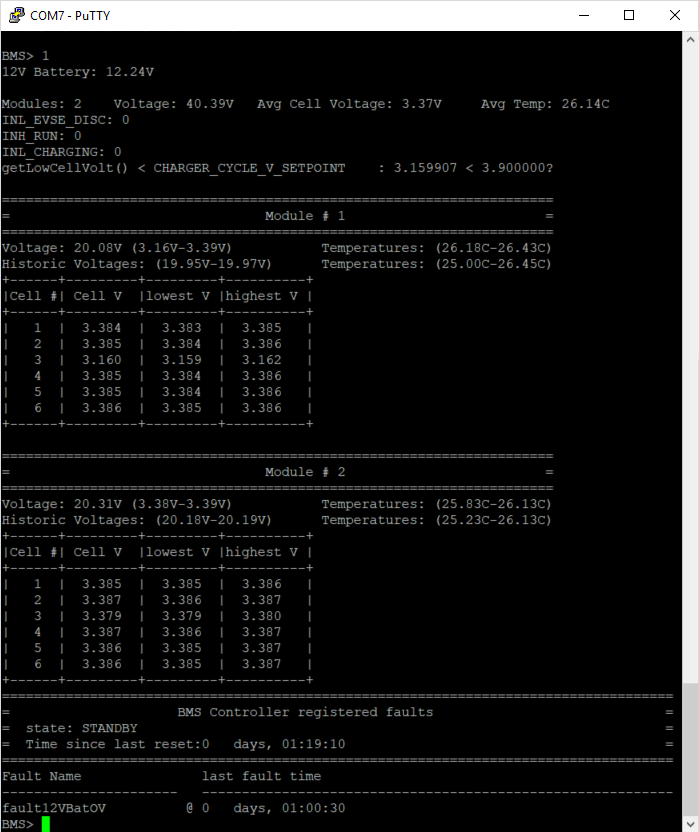 COM7 - PuTTY
BMS> 1
12V Battery: 12.24V
Modules: 2    Voltage: 40.39V   Avg Cell Voltage: 3.37V     Avg Temp: 26.14C
INL_EVSE_DISC: 0
INH_RUN: 0
INL_CHARGING: 0
getLowCellVolt() < CHARGER_CYCLE_V_SETPOINT    : 3.159907 < 3.900000?
=====================================================================
=                                Module # 1                         =
=====================================================================
Voltage: 20.08V (3.16V-3.39V)           Temperatures: (26.18C-26.43C)
Historic Voltages: (19.95V-19.97V)      Temperatures: (25.00C-26.45C)
+------+---------+---------+----------+
|Cell #| Cell V  |lowest V |highest V |
+------+---------+---------+----------+
|   1  |  3.384  |  3.383  |  3.385   |
|   2  |  3.385  |  3.384  |  3.386   |
|   3  |  3.160  |  3.159  |  3.162   |
|   4  |  3.385  |  3.384  |  3.386   |
|   5  |  3.385  |  3.384  |  3.386   |
|   6  |  3.386  |  3.385  |  3.386   |
+------+---------+---------+----------+
=====================================================================
=                                Module # 2                         =
=====================================================================
Voltage: 20.31V (3.38V-3.39V)           Temperatures: (25.83C-26.13C)
Historic Voltages: (20.18V-20.19V)      Temperatures: (25.23C-26.13C)
+------+---------+---------+----------+
|Cell #| Cell V  |lowest V |highest V |
+------+---------+---------+----------+
|   1  |  3.385  |  3.385  |  3.386   |
|   2  |  3.387  |  3.386  |  3.387   |
|   3  |  3.379  |  3.379  |  3.380   |
|   4  |  3.387  |  3.386  |  3.387   |
|   5  |  3.386  |  3.385  |  3.387   |
|   6  |  3.386  |  3.385  |  3.387   |
+------+---------+---------+----------+
====================================================================================
=                     BMS Controller registered faults                             =
=  state: STANDBY                                                                  =
=  Time since last reset:0   days, 01:19:10                                        =
====================================================================================
Fault Name               last fault time
----------------------   -----------------------------------------------------------
fault12VBatOV          @ 0   days, 01:00:30
BMS>